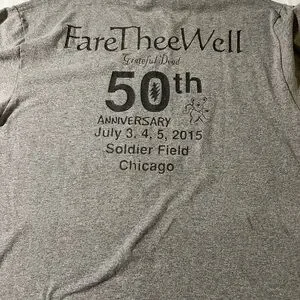 FareTheeWell
Grateful Dead
50th
ANNIVERSARY
July 3, 4, 5, 2015
Soldier Field
Chicago